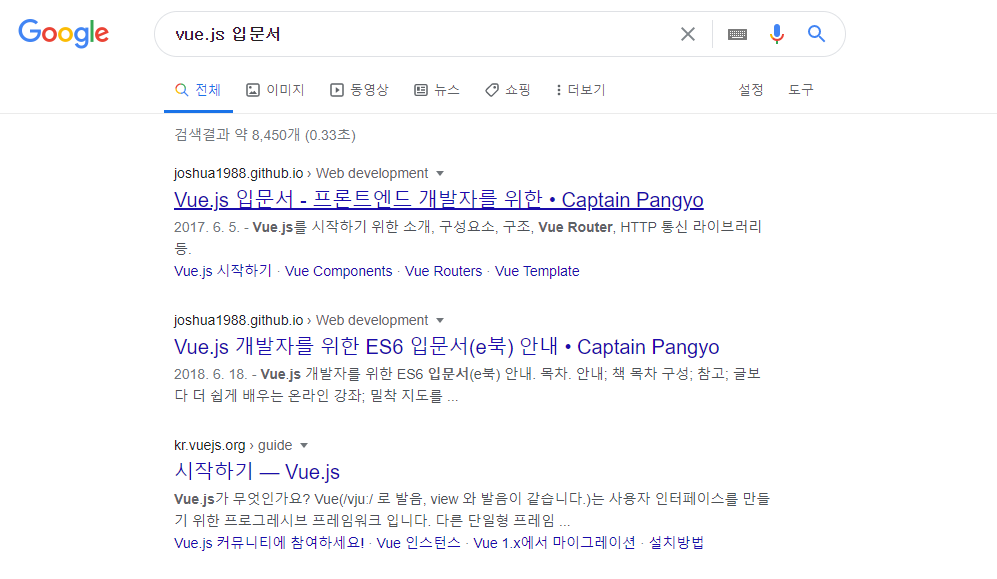 Google
vue.js 입문서
전체 이미지 동영상 뉴스 쇼핑 더보기 설정 도구
검색결과 약 8,450개 (0.33초)
joshua1988.github.io › Web development
Vue.js 입문서 - 프론트엔드 개발자를 위한 • Captain Pangyo
2017. 6. 5. - Vue.js를 시작하기 위한 소개, 구성요소, 구조, Vue Router, HTTP 통신 라이브러리
등.
Vue.js 시작하기 · Vue Components · Vue Routers · Vue Template
joshua1988.github.io › Web development
Vue.js 개발자를 위한 ES6 입문서(e북) 안내 • Captain Pangyo
2018. 6. 18. - Vue.js 개발자를 위한 ES6 입문서(e북) 안내. 목차. 안내; 책 목차 구성; 참고; 글보
다 더 쉽게 배우는 온라인 강좌; 밀착 지도를 ...
kr.vuejs.org › guide
시작하기 — Vue.js
Vue.js가 무엇인가요? Vue(/vjuː/ 로 발음, view 와 발음이 같습니다.)는 사용자 인터페이스를 만들
기 위한 프로그레시브 프레임워크 입니다. 다른 단일형 프레임 ...
Vue.js 커뮤니티에 참여하세요! · Vue 인스턴스 · Vue 1.x에서 마이그레이션 · 설치방법